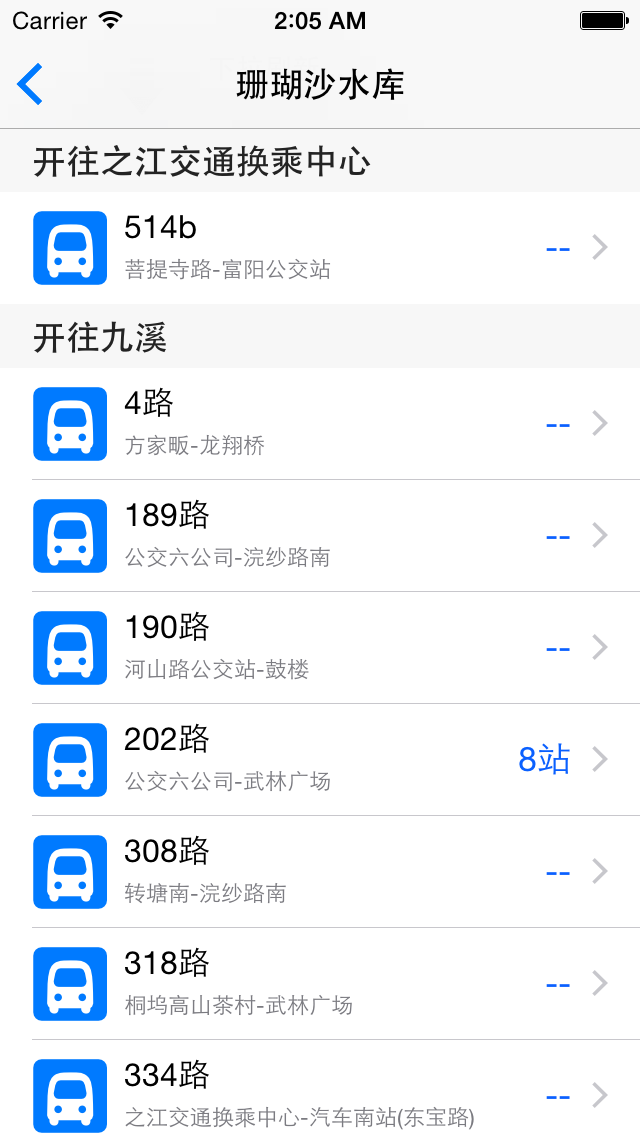 Carrier 2:05 AM
珊瑚沙水库
开往之江交通换乘中心
514b
菩提寺路-富阳公交站
--
开往九溪
4路
方家畈-龙翔桥
--
189路
公交六公司-浣纱路南
--
190路
河山路公交站-鼓楼
--
202路
公交六公司-武林广场
8站
308路
转塘南-浣纱路南
--
318路
桐坞高山茶村-武林广场
--
334路
之江交通换乘中心-汽车南站(东宝路)
--